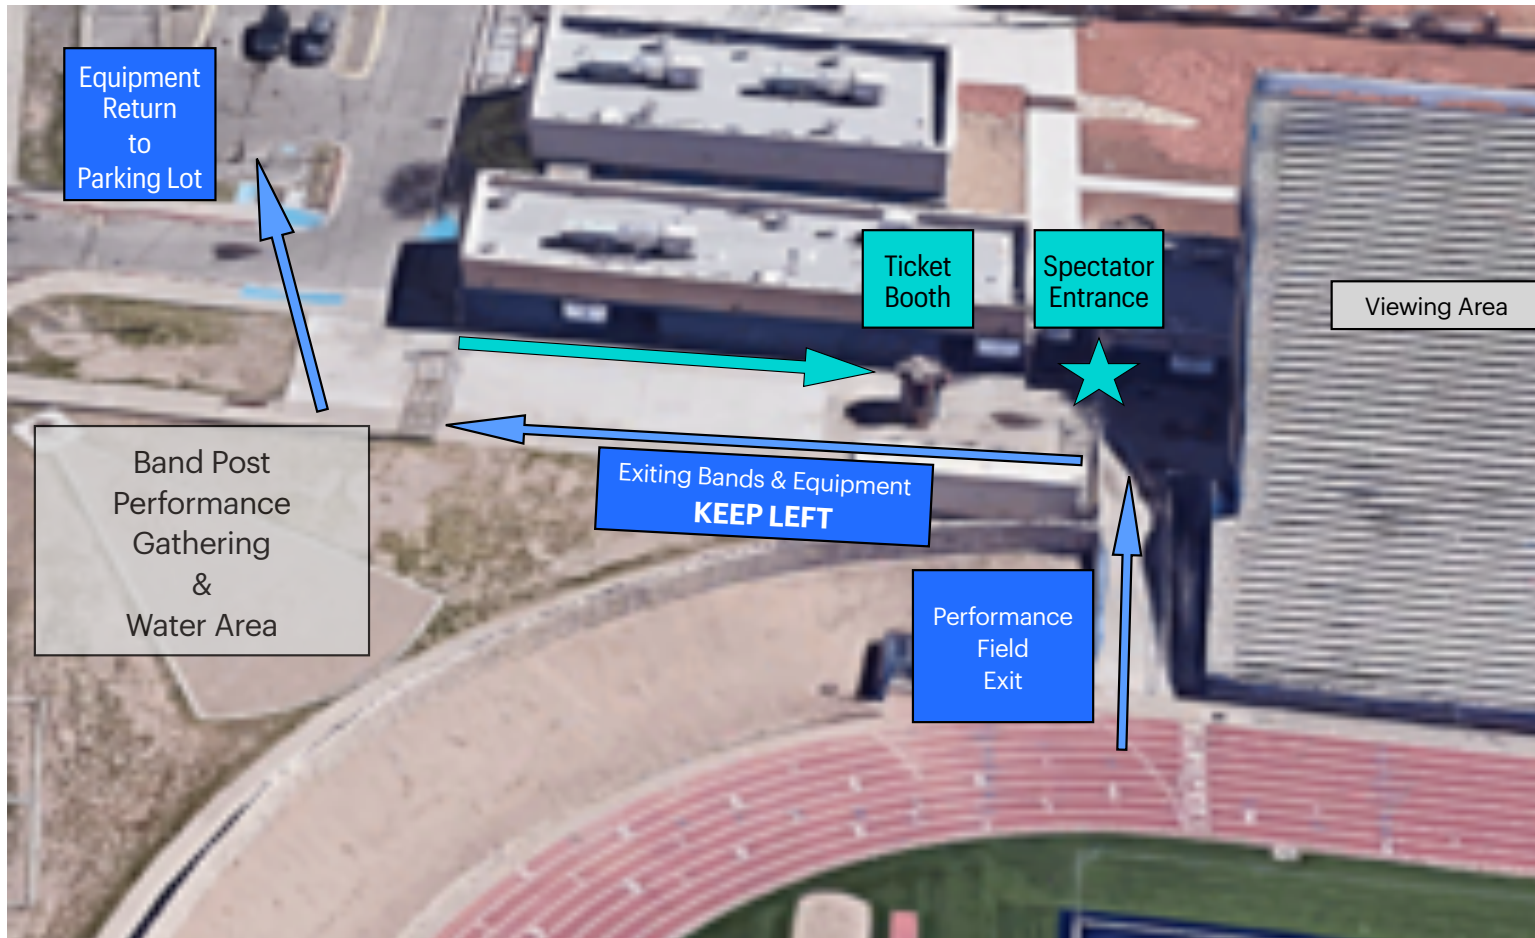 Equipment
Return
to
Parking Lot
Ticket
Booth
Spectator
Entrance
Viewing Area
Band Post
Performance
Gathering
&
Water Area
Exiting Bands & Equipment
KEEP LEFT
Performance
Field
Exit